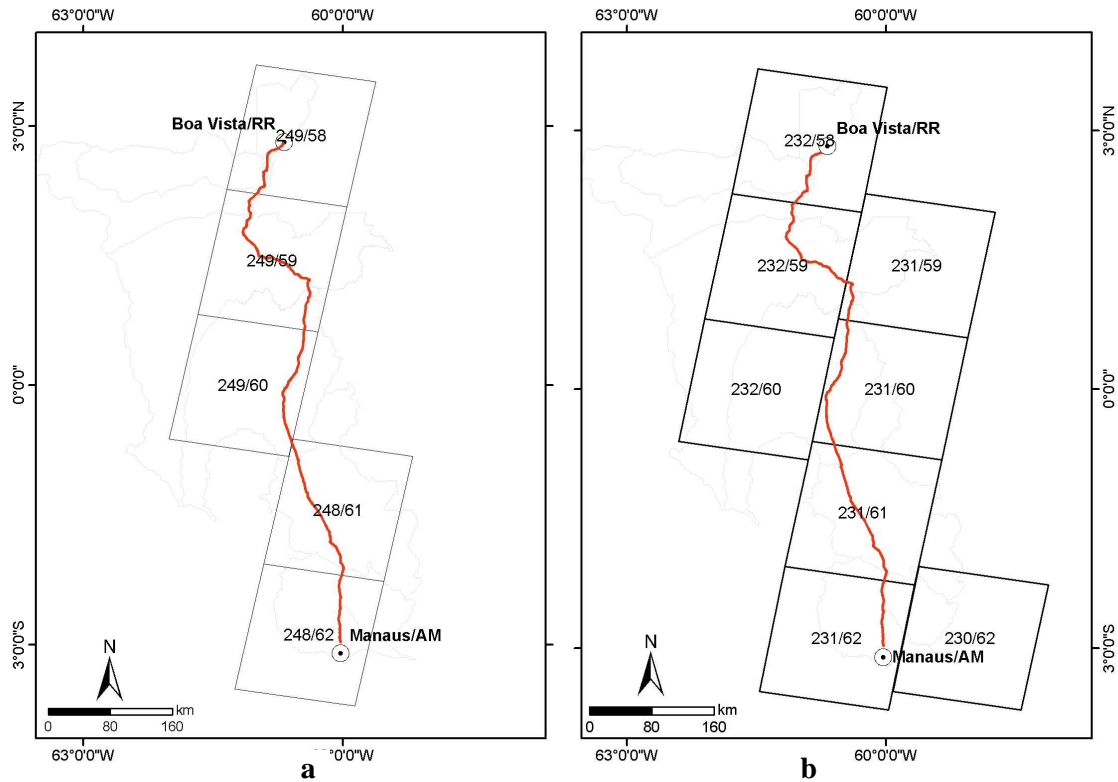 63°0'0"W
60°0'0"W
3°0'0"N
0°0'0"
3°0'0"S
Boa Vista/RR
249/58
249/59
249/60
248/61
248/62
Manaus/AM
N
km
0 80 160
63°0'0"W
°0'0"W
a
63°0'0"W
60°0'0"W
Boa Vista/RR
232/58
232/59
231/59
232/60
231/60
231/61
231/62
230/62
Manaus/AM
N
km
0 80 160
3°0'0"N
0°0'0"
3°0'0"S
63°0'0"W
60°0'0"W
b